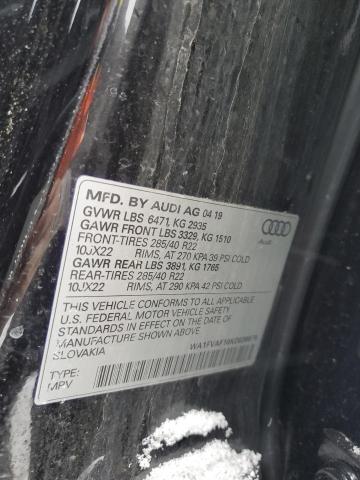 MFD. BY AUDI AG 04 19
GVWR LBS 6471, KG 2935
GAWR FRONT LBS 3329, KG 1510
FRONT-TIRES 285/40 R22
10JX22 RIMS, AT 270 KPA 39 PSI COLD
GAWR REAR LBS 3891, KG 1765
REAR-TIRES 285/40 R22
10JX22 RIMS, AT 290 KPA 42 PSI COLD
Audi
THIS VEHICLE CONFORMS TO ALL APPLICABLE
U.S. FEDERAL MOTOR VEHICLE SAFETY STANDARDS
IN EFFECT ON THE DATE OF
MANUFACTURE SHOWN ABOVE.
SLOVAKIA
TYPE:
MPV